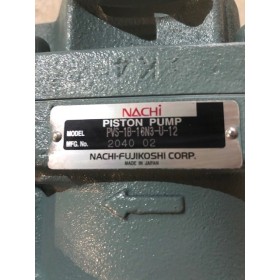 NACHi
PISTON PUMP
MODEL PVS-1B-16N3-U-12
MFG. No. 2040 02
NACHI-FUJIKOSHI CORP.
MADE IN JAPAN